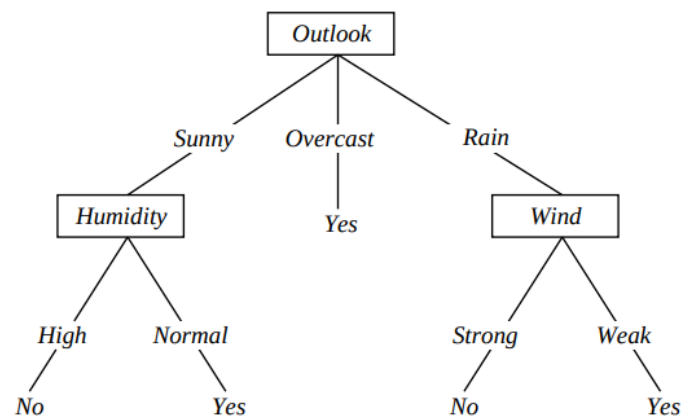 Outlook
Sunny Overcast Rain
Humidity Yes Wind
High Normal Strong Weak
No Yes No Yes